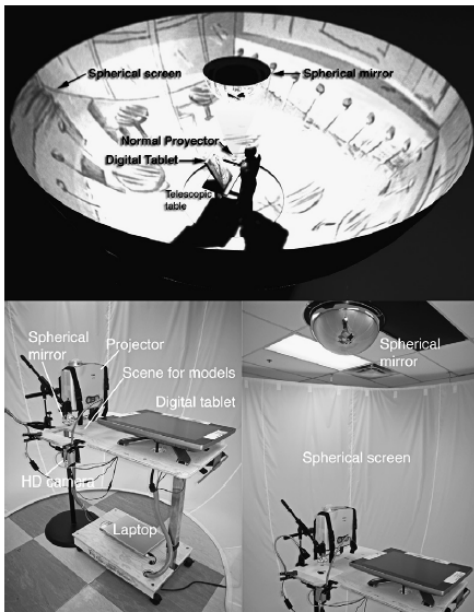 Spherical screen
Spherical mirror
Normal Proyector
Digital Tablet
Telescopic
table
Spherical
mirror
Projector
Scene for models
Digital tablet
HD camera
Laptop
Spherical
mirror
Spherical screen